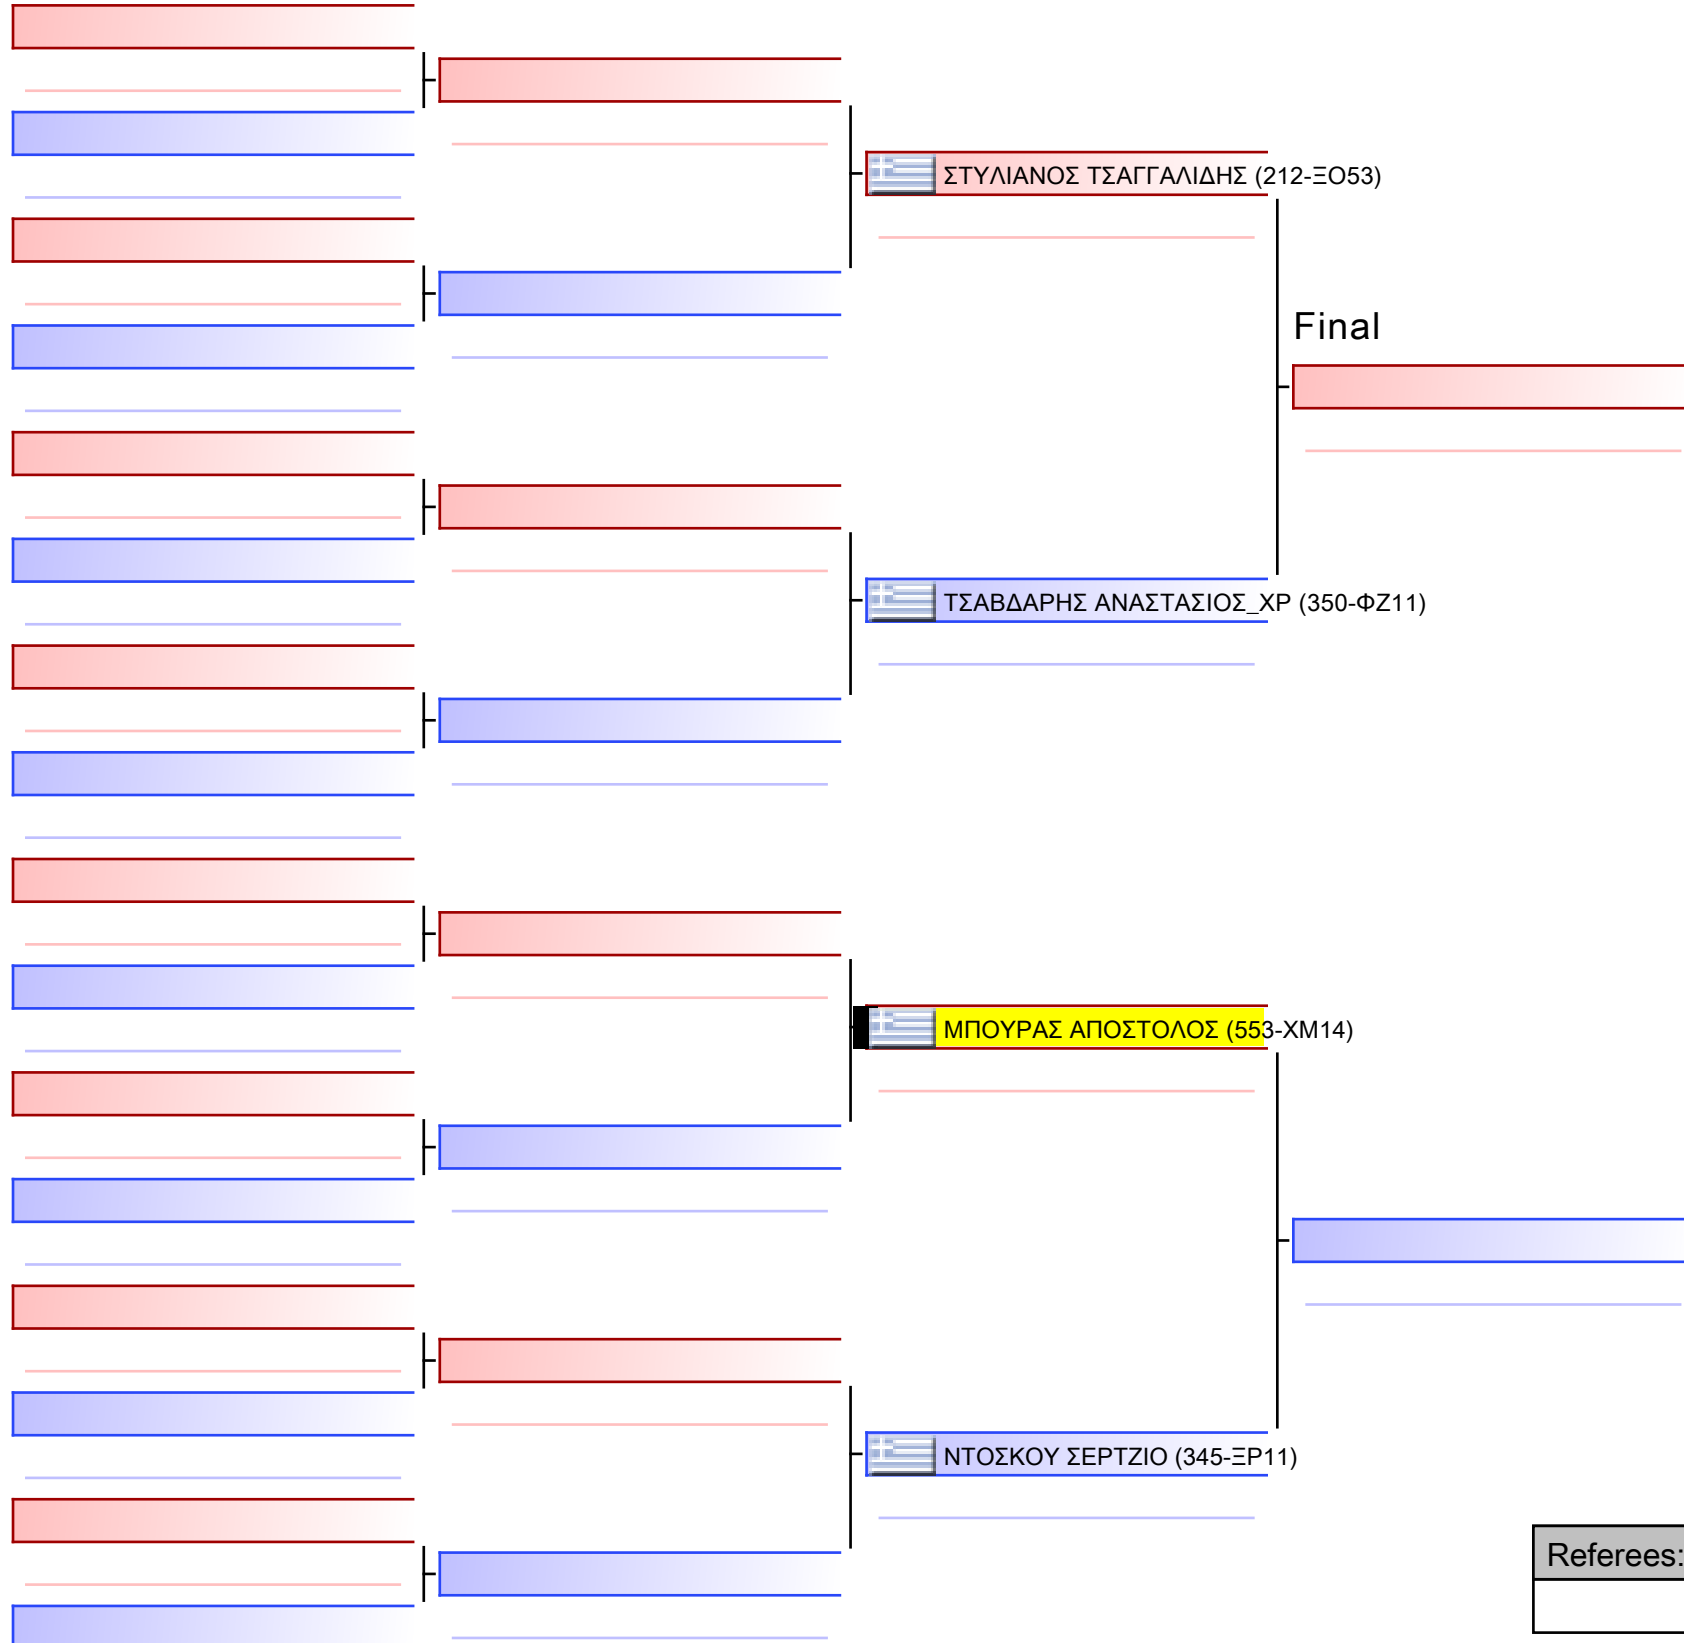 ΣΤΥΛΙΑΝΟΣ ΤΣΑΓΓΑΛΙΔΗΣ (212-ΞΟ53)
Final
ΤΣΑΒΔΑΡΗΣ ΑΝΑΣΤΑΣΙΟΣ_ΧΡ (350-ΦΖ11)
ΜΠΟΥΡΑΣ ΑΠΟΣΤΟΛΟΣ (553-ΧΜ14)
ΝΤΟΣΚΟΥ ΣΕΡΤΖΙΟ (345-ΞΡ11)
Referees: